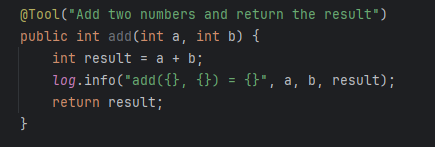 @Tool("Add two numbers and return the result")
public int add(int a, int b) {
    int result = a + b;
    log.info("add({}, {}) = {}", a, b, result);
    return result;
}